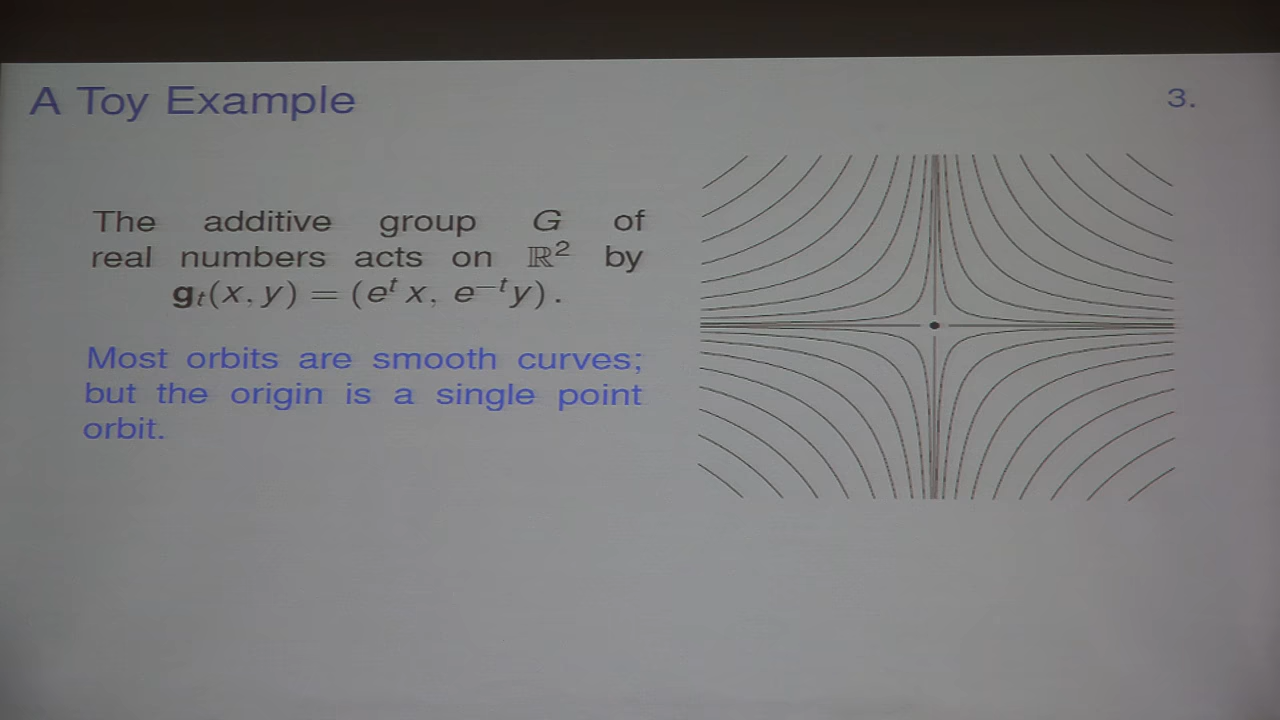 A Toy Example
3.
The additive group G of
real numbers acts on ℝ² by
𝐠ₜ(x, y) = (eᵗ x, e⁻ᵗy).
Most orbits are smooth curves;
but the origin is a single point
orbit.